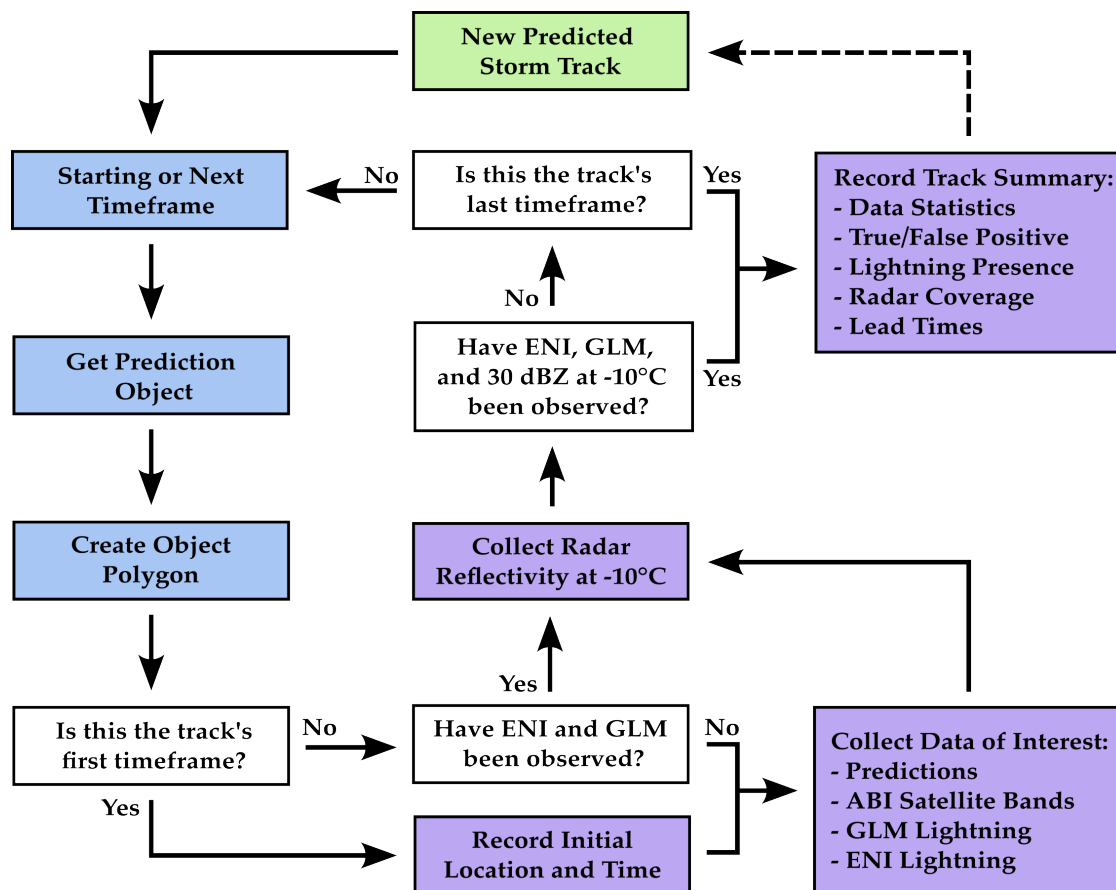 New Predicted
Storm Track
Starting or Next
Timeframe
No
Is this the track's
last timeframe?
Yes
Record Track Summary:
- Data Statistics
- True/False Positive
- Lightning Presence
- Radar Coverage
- Lead Times
No
Get Prediction
Object
Have ENI, GLM,
and 30 dBZ at -10°C
been observed?
Yes
Create Object
Polygon
Collect Radar
Reflectivity at -10°C
Yes
Is this the track's
first timeframe?
No
Have ENI and GLM
been observed?
No
Collect Data of Interest:
- Predictions
- ABI Satellite Bands
- GLM Lightning
- ENI Lightning
Yes
Record Initial
Location and Time